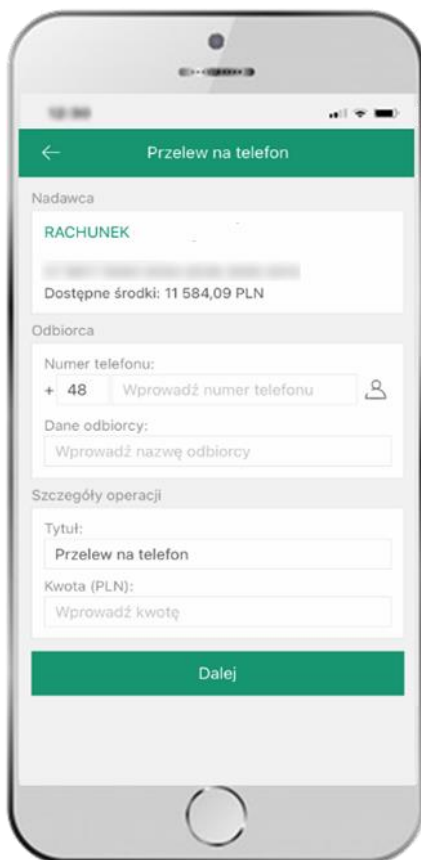 Przelew na telefon
Nadawca
RACHUNEK
Dostępne środki: 11 584,09 PLN
Odbiorca
Numer telefonu:
+ 48 Wprowadź numer telefonu
Dane odbiorcy:
Wprowadź nazwę odbiorcy
Szczegóły operacji
Tytuł:
Przelew na telefon
Kwota (PLN):
Wprowadź kwotę
Dalej